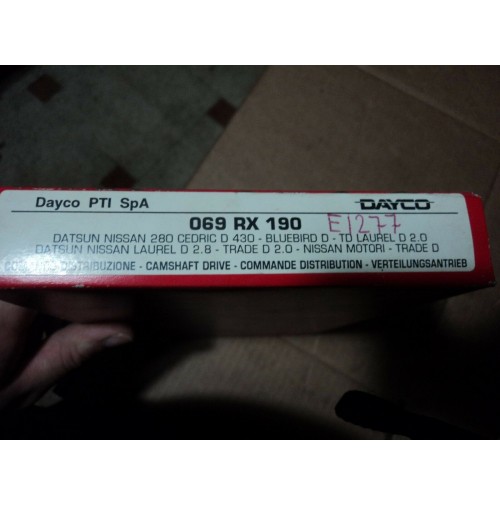 Dayco PTI SpA DAYCO
069 RX 190 E1277
DATSUN NISSAN 280 CEDRIC D 430 - BLUEBIRD D - TD LAUREL D 2.0
DATSUN NISSAN LAUREL D 2.8 - TRADE D 2.0 - NISSAN MOTORI - TRADE D
DISTRIBUZIONE - CAMSHAFT DRIVE - COMMANDE DISTRIBUTION - VERTEILUNGSANTRIEB